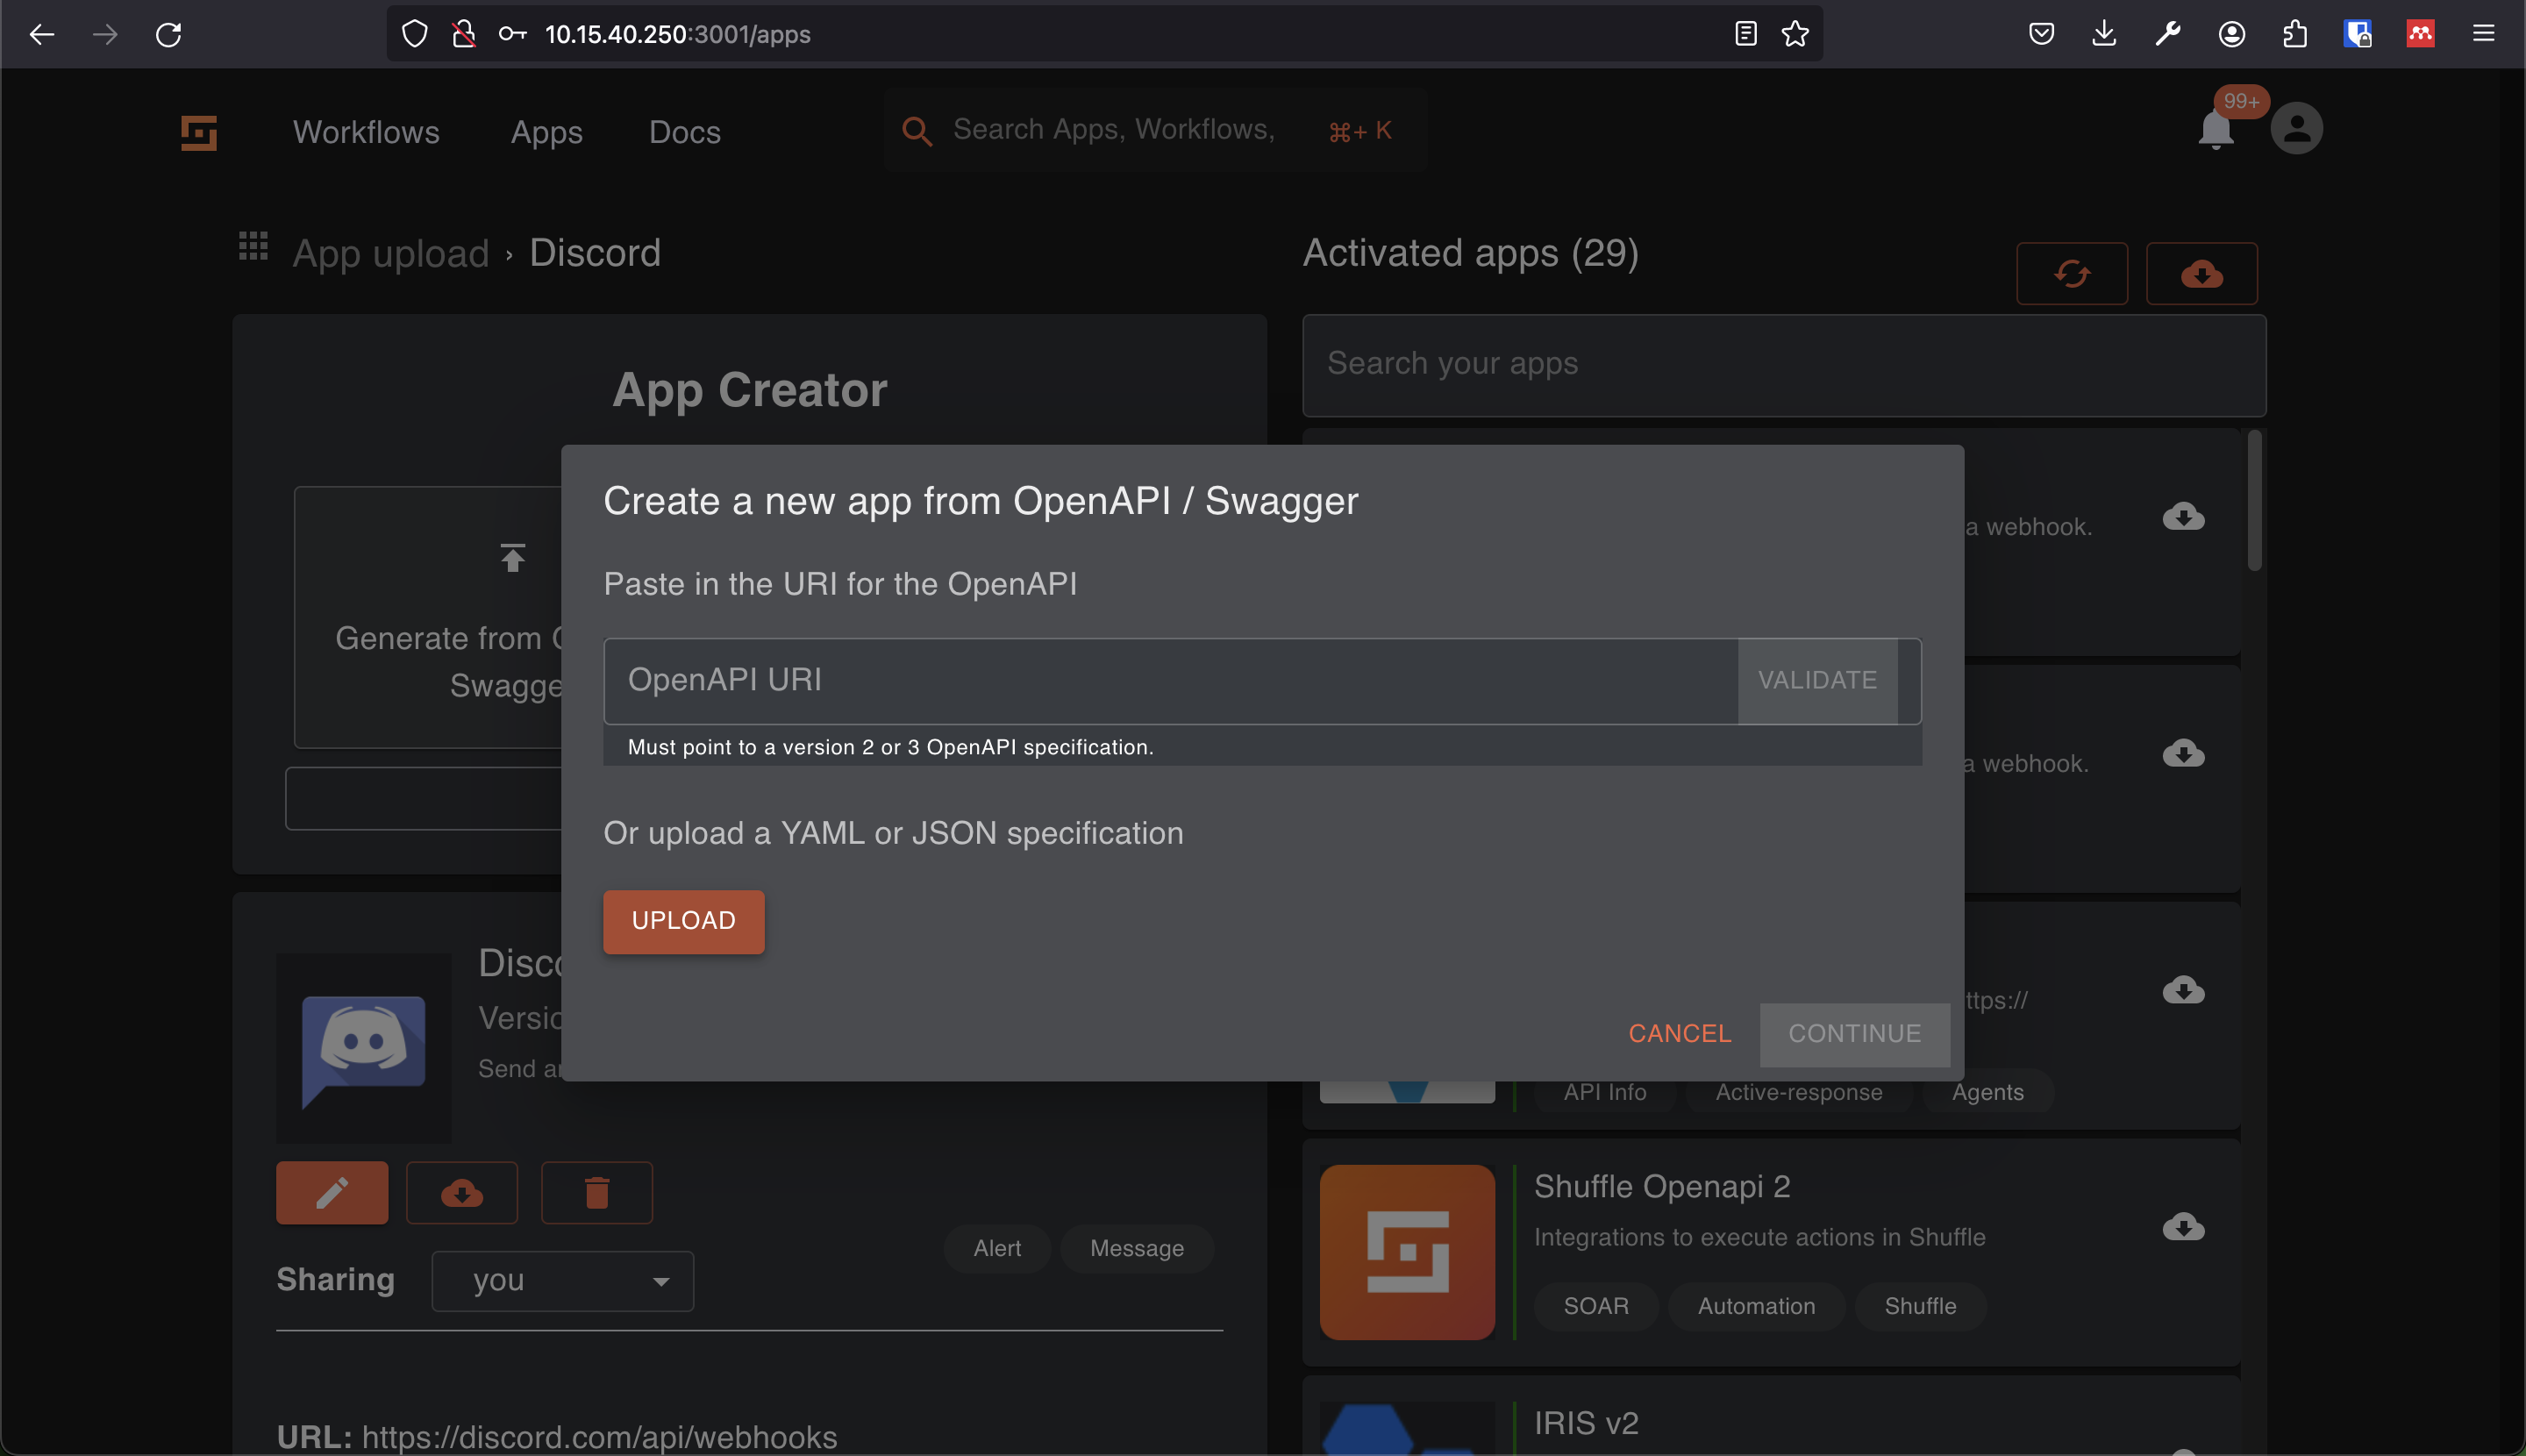 10.15.40.250:3001/apps
Workflows
Apps
Docs
Search Apps, Workflows,
⌘+ K
99+
App upload › Discord
Activated apps (29)
Search your apps
App Creator
Create a new app from OpenAPI / Swagger
Paste in the URI for the OpenAPI
OpenAPI URI
VALIDATE
Must point to a version 2 or 3 OpenAPI specification.
Or upload a YAML or JSON specification
UPLOAD
CANCEL
CONTINUE
Generate from
a webhook.
a webhook.
ttps://
API Info
Active-response
Agents
Send
Alert
Message
Sharing
you
URL: https://discord.com/api/webhooks
Shuffle Openapi 2
Integrations to execute actions in Shuffle
SOAR
Automation
Shuffle
IRIS v2